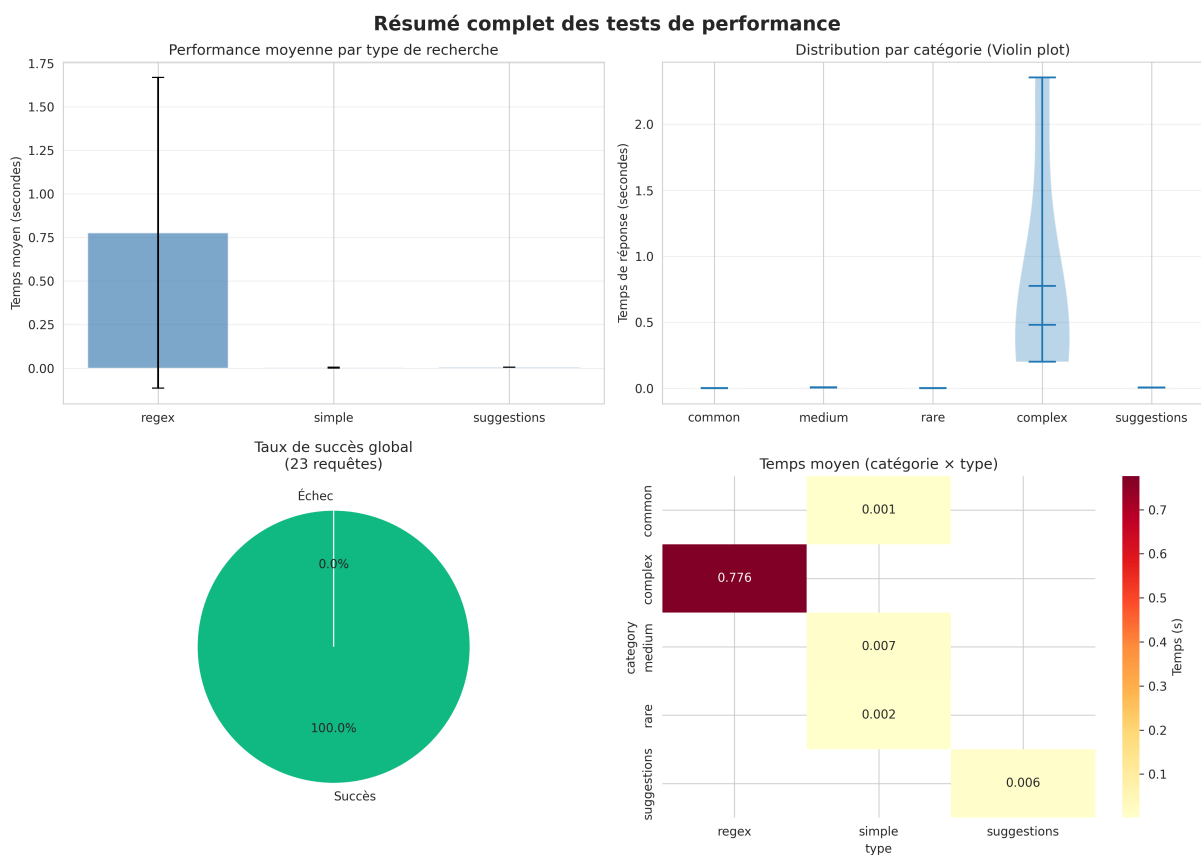 Résumé complet des tests de performance
Performance moyenne par type de recherche
Temps moyen (secondes)
1.75
1.50
1.25
1.00
0.75
0.50
0.25
0.00
regex simple suggestions
Distribution par catégorie (Violin plot)
Temps de réponse (secondes)
2.0
1.5
1.0
0.5
0.0
common medium rare complex suggestions
Taux de succès global
(23 requêtes)
Échec
0.0%
100.0%
Succès
Temps moyen (catégorie × type)
category
common
complex
medium
rare
suggestions
0.001
0.776
0.007
0.002
0.006
regex simple suggestions
type
0.7
0.6
0.5
0.4
0.3
0.2
0.1
Temps (s)